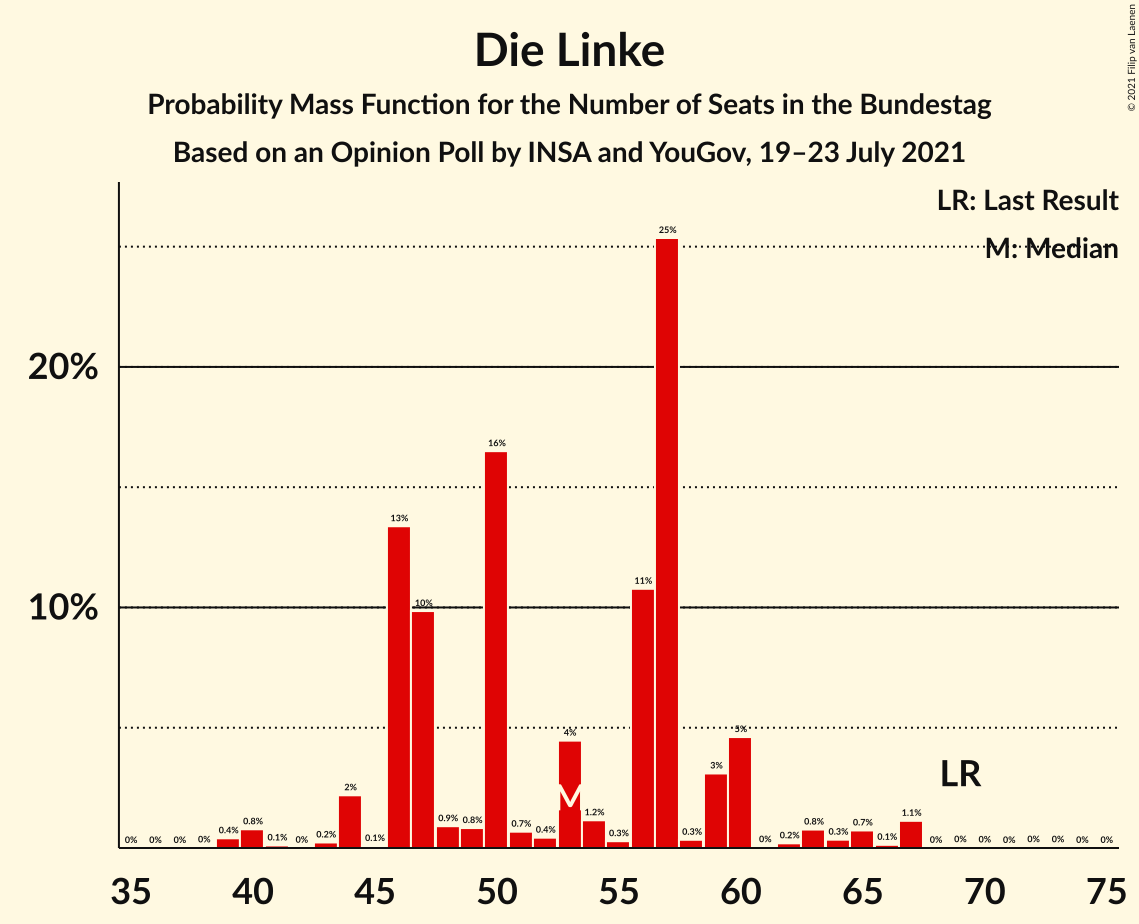 Die Linke
Probability Mass Function for the Number of Seats in the Bundestag
Based on an Opinion Poll by INSA and YouGov, 19–23 July 2021
© 2021 Filip van Laenen
LR: Last Result
M: Median
20%
10%
0% 0% 0% 0% 0.4% 0.8% 0.1% 0% 0.2% 2% 0.1% 13% 10% 0.9% 0.8% 16% 0.7% 0.4% 4% 1.2% 0.3% 11% 25% 0.3% 3% 5% 0% 0.2% 0.8% 0.3% 0.7% 0.1% 1.1% 0% 0% 0% 0% 0% 0% 0% 0%
M
LR
35 40 45 50 55 60 65 70 75